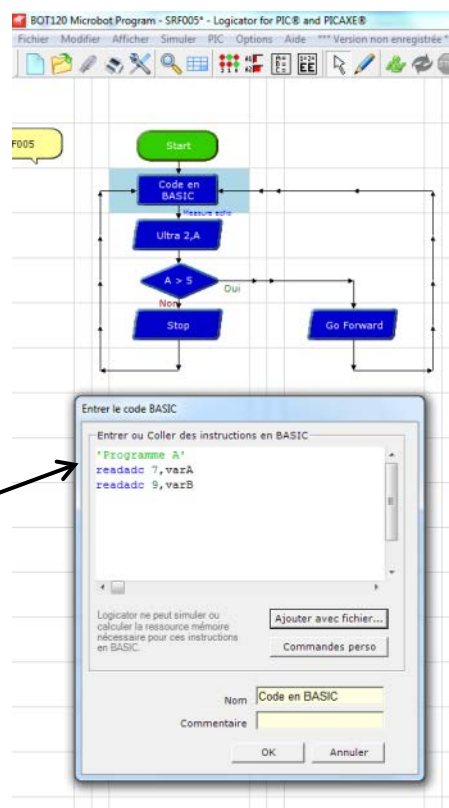 BOT120 Microbot Program - SRF005* - Logicator for PIC® and PICAXE®
Fichier Modifier Afficher Simuler PIC Options Aide *** Version non enregistrée *
F005
Start
Code en
BASIC
Measure echo
Ultra 2,A
A > 5
Oui
Non
Stop
Go Forward
Entrer le code BASIC
Entrer ou Coller des instructions en BASIC
'Programme A'
readadc 7,varA
readadc 9,varB
Logicator ne peut simuler ou
calculer la ressource mémoire
nécessaire pour ces instructions
en BASIC.
Ajouter avec fichier...
Commandes perso
Nom
Code en BASIC
Commentaire
OK
Annuler